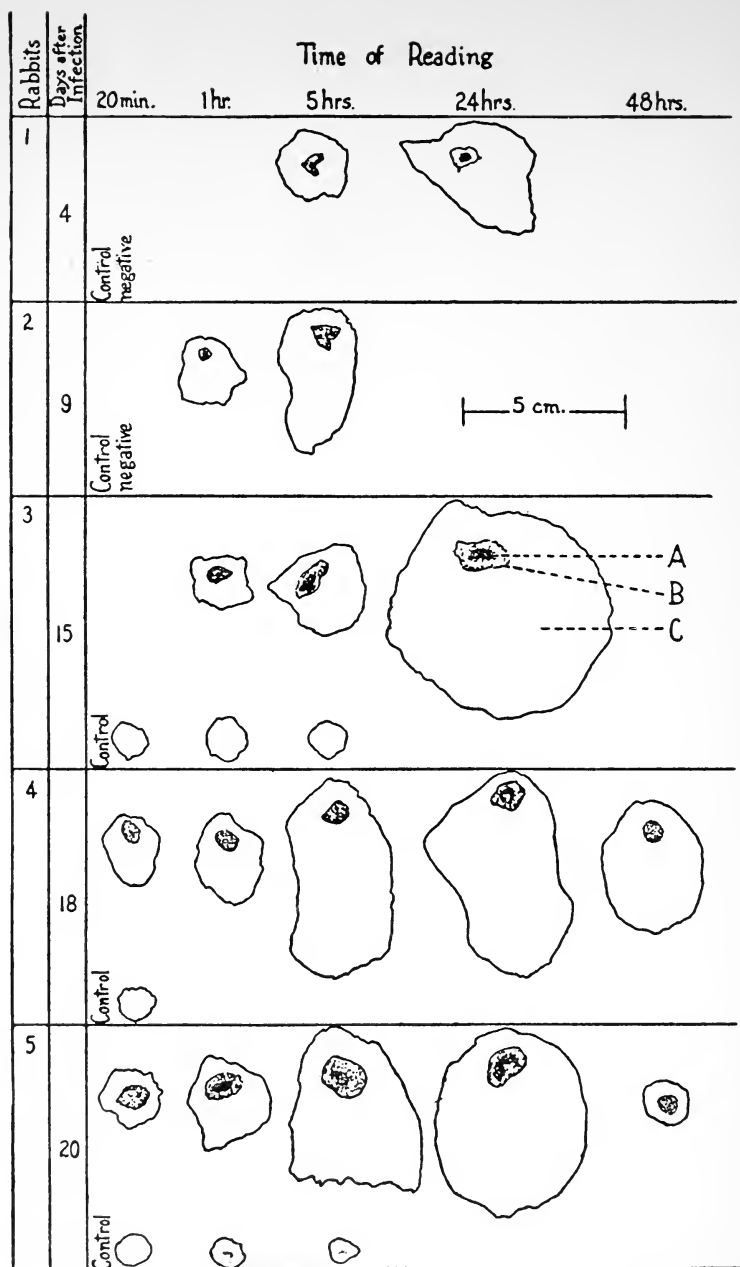 Rabbits
Days after
Infection
Time of Reading
20 min.
1 hr.
5 hrs.
24 hrs.
48 hrs.
1
4
Control
negative
2
9
Control
negative
5 cm.
3
15
A
B
C
Control
4
18
Control
5
20
Control